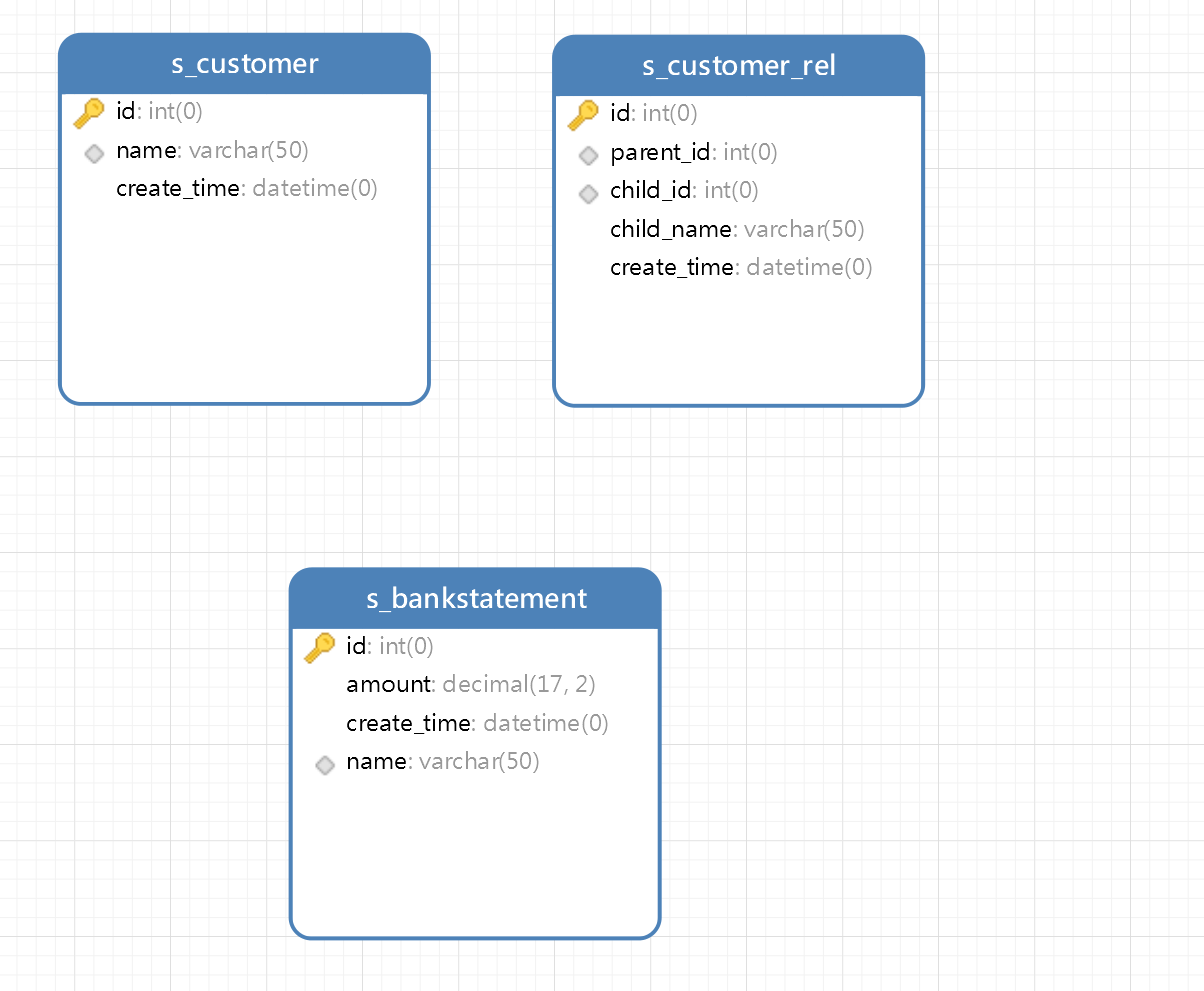 s_customer
id: int(0)
name: varchar(50)
create_time: datetime(0)
s_customer_rel
id: int(0)
parent_id: int(0)
child_id: int(0)
child_name: varchar(50)
create_time: datetime(0)
s_bankstatement
id: int(0)
amount: decimal(17, 2)
create_time: datetime(0)
name: varchar(50)